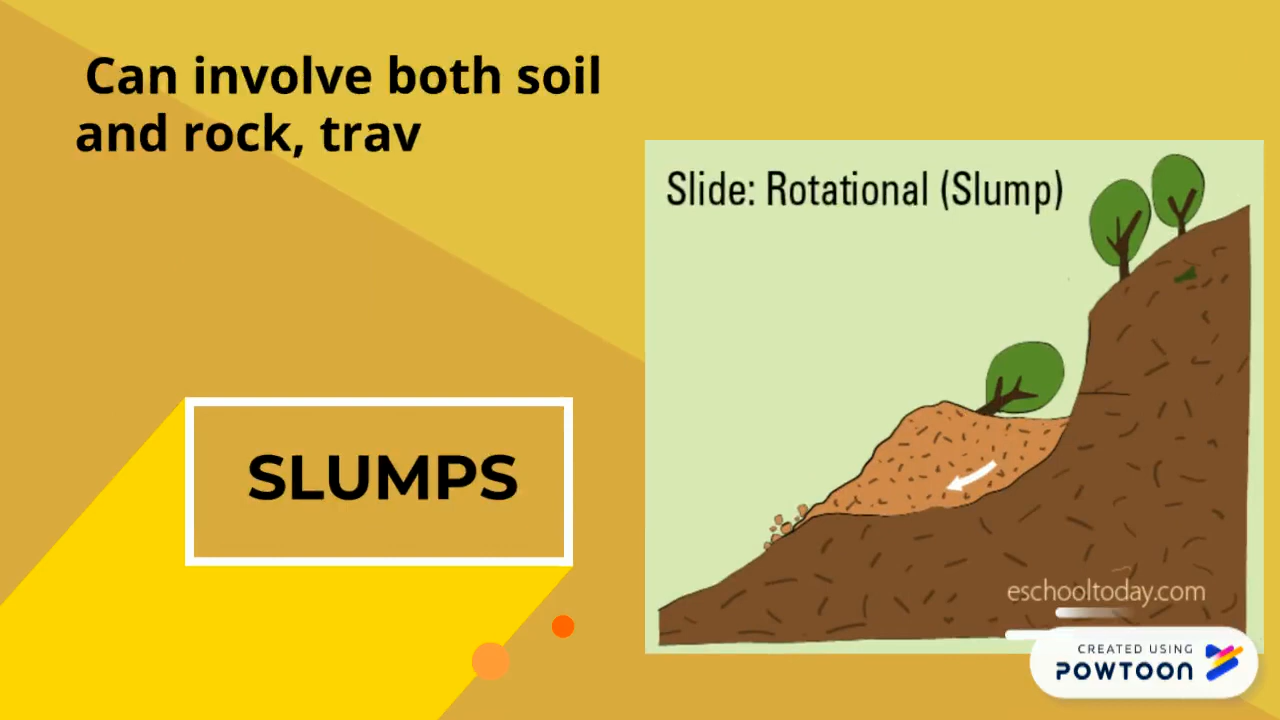 Can involve both soil
and rock, trav
Slide: Rotational (Slump)
SLUMPS
eschooltoday.com
CREATED USING
POWTOON